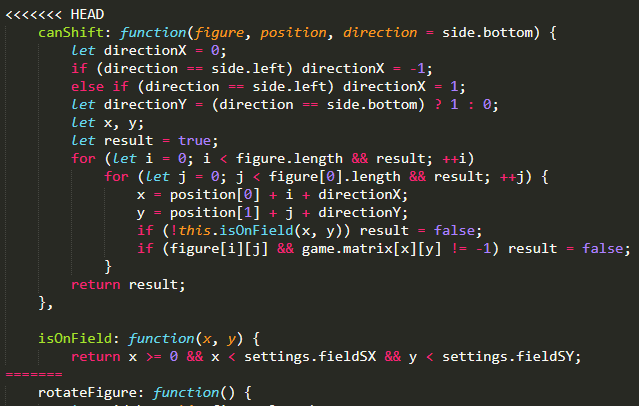 <<<<<<< HEAD
    canShift: function(figure, position, direction = side.bottom) {
        let directionX = 0;
        if (direction == side.left) directionX = -1;
        else if (direction == side.left) directionX = 1;
        let directionY = (direction == side.bottom) ? 1 : 0;
        let x, y;
        let result = true;
        for (let i = 0; i < figure.length && result; ++i)
            for (let j = 0; j < figure[0].length && result; ++j) {
                x = position[0] + i + directionX;
                y = position[1] + j + directionY;
                if (!this.isOnField(x, y)) result = false;
                if (figure[i][j] && game.matrix[x][y] != -1) result = false;
            }
        return result;
    },
    isOnField: function(x, y) {
        return x >= 0 && x < settings.fieldSX && y < settings.fieldSY;
=======
    rotateFigure: function() {